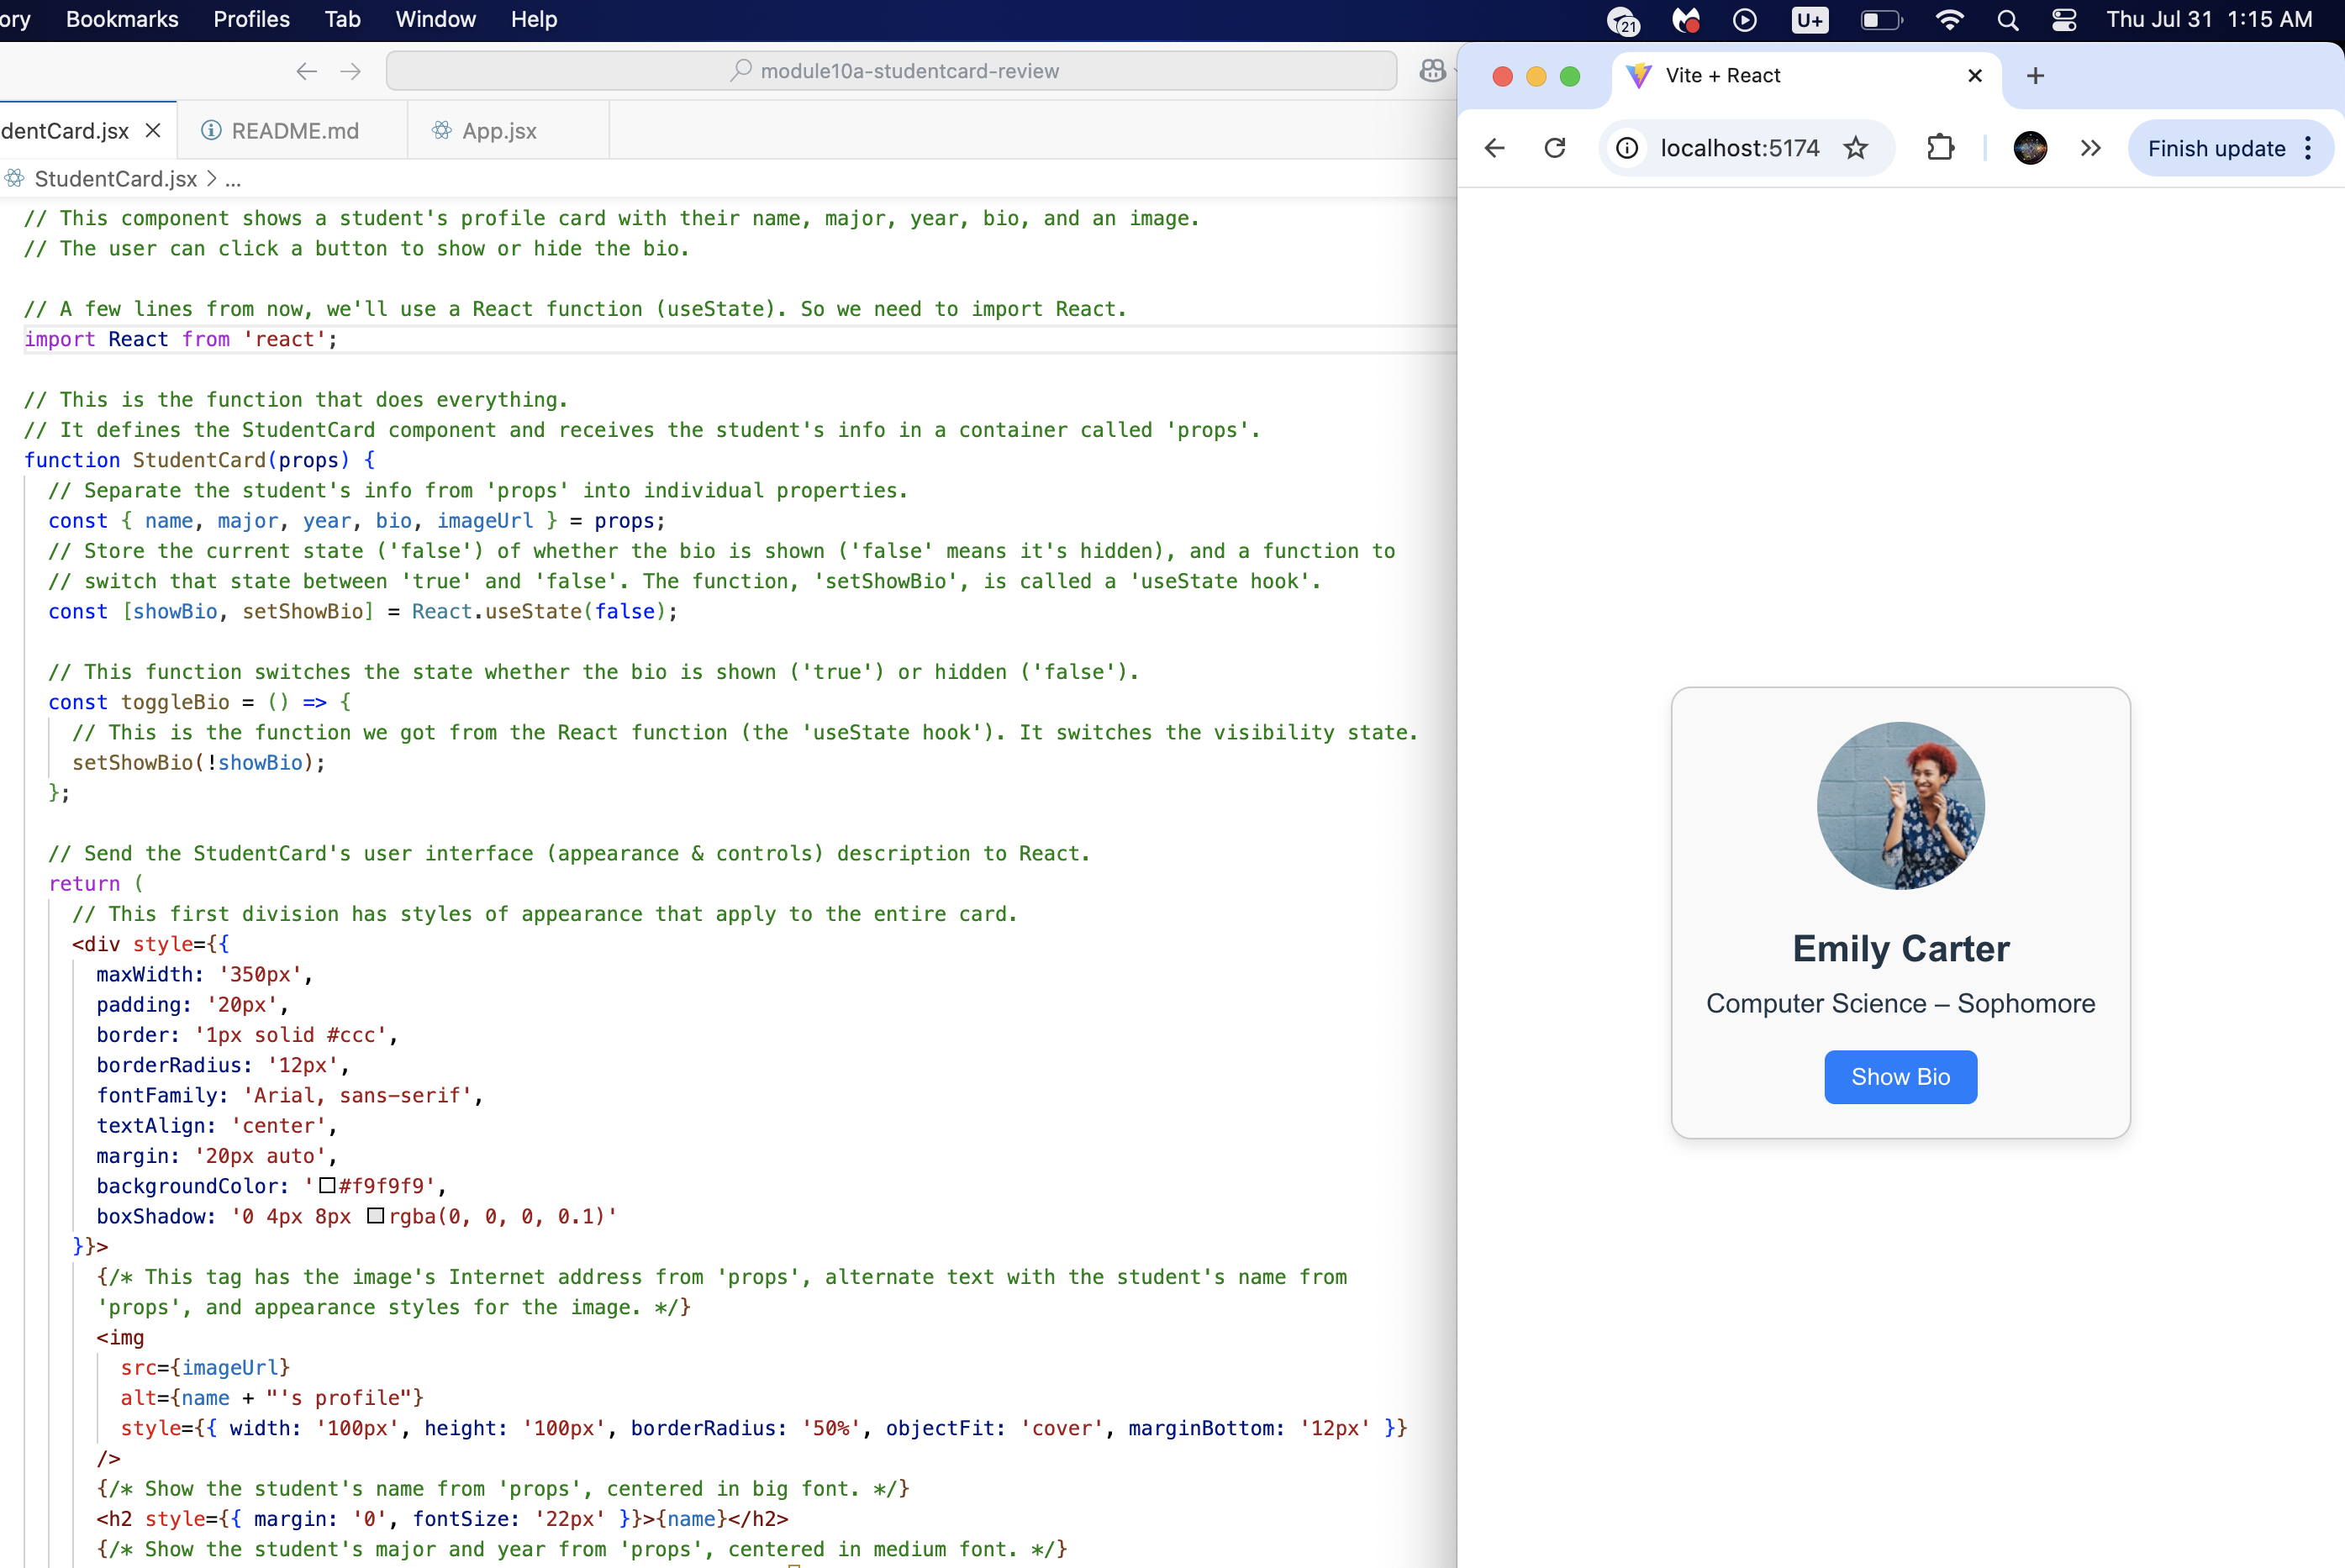 ory Bookmarks Profiles Tab Window Help 21 U+ Thu Jul 31 1:15 AM
module10a-studentcard-review
dentCard.jsx README.md App.jsx
StudentCard.jsx > ...
// This component shows a student's profile card with their name, major, year, bio, and an image.
// The user can click a button to show or hide the bio.
// A few lines from now, we'll use a React function (useState). So we need to import React.
import React from 'react';
// This is the function that does everything.
// It defines the StudentCard component and receives the student's info in a container called 'props'.
function StudentCard(props) {
// Separate the student's info from 'props' into individual properties.
const { name, major, year, bio, imageUrl } = props;
// Store the current state ('false') of whether the bio is shown ('false' means it's hidden), and a function to
// switch that state between 'true' and 'false'. The function, 'setShowBio', is called a 'useState hook'.
const [showBio, setShowBio] = React.useState(false);
// This function switches the state whether the bio is shown ('true') or hidden ('false').
const toggleBio = () => {
// This is the function we got from the React function (the 'useState hook'). It switches the visibility state.
setShowBio(!showBio);
};
// Send the StudentCard's user interface (appearance & controls) description to React.
return (
// This first division has styles of appearance that apply to the entire card.
<div style={{
maxWidth: '350px',
padding: '20px',
border: '1px solid #ccc',
borderRadius: '12px',
fontFamily: 'Arial, sans-serif',
textAlign: 'center',
margin: '20px auto',
backgroundColor: '#f9f9f9',
boxShadow: '0 4px 8px rgba(0, 0, 0, 0.1)'
}}>
{/* This tag has the image's Internet address from 'props', alternate text with the student's name from
'props', and appearance styles for the image. */}
<img
src={imageUrl}
alt={name + "'s profile"}
style={{ width: '100px', height: '100px', borderRadius: '50%', objectFit: 'cover', marginBottom: '12px' }}
/>
{/* Show the student's name from 'props', centered in big font. */}
<h2 style={{ margin: '0', fontSize: '22px' }}>{name}</h2>
{/* Show the student's major and year from 'props', centered in medium font. */}
Vite + React
localhost:5174 Finish update
Emily Carter
Computer Science – Sophomore
Show Bio